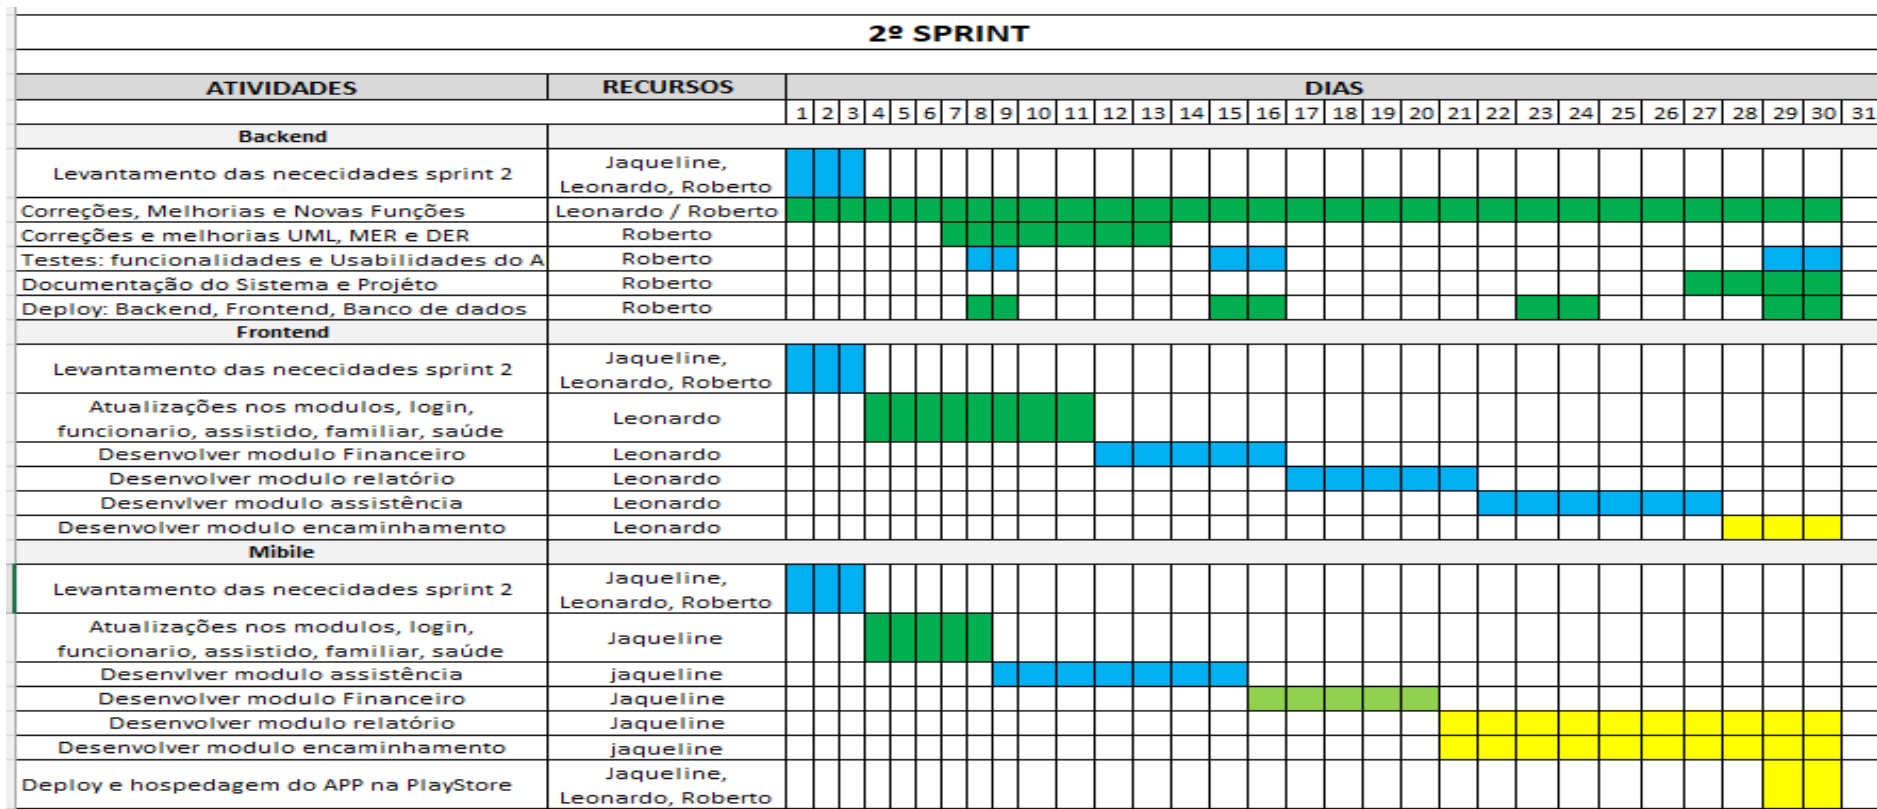 2º SPRINT
ATIVIDADES RECURSOS DIAS
1 2 3 4 5 6 7 8 9 10 11 12 13 14 15 16 17 18 19 20 21 22 23 24 25 26 27 28 29 30 31
Backend
Levantamento das nececidades sprint 2 Jaqueline,
Leonardo, Roberto
Correções, Melhorias e Novas Funções Leonardo / Roberto
Correções e melhorias UML, MER e DER Roberto
Testes: funcionalidades e Usabilidades do A Roberto
Documentação do Sistema e Projéto Roberto
Deploy: Backend, Frontend, Banco de dados Roberto
Frontend
Levantamento das nececidades sprint 2 Jaqueline,
Leonardo, Roberto
Atualizações nos modulos, login,
funcionario, assistido, familiar, saúde Leonardo
Desenvolver modulo Financeiro Leonardo
Desenvolver modulo relatório Leonardo
Desenvlver modulo assistência Leonardo
Desenvolver modulo encaminhamento Leonardo
Mibile
Levantamento das nececidades sprint 2 Jaqueline,
Leonardo, Roberto
Atualizações nos modulos, login,
funcionario, assistido, familiar, saúde Jaqueline
Desenvlver modulo assistência jaqueline
Desenvolver modulo Financeiro Jaqueline
Desenvolver modulo relatório Jaqueline
Desenvolver modulo encaminhamento jaqueline
Deploy e hospedagem do APP na PlayStore Jaqueline,
Leonardo, Roberto